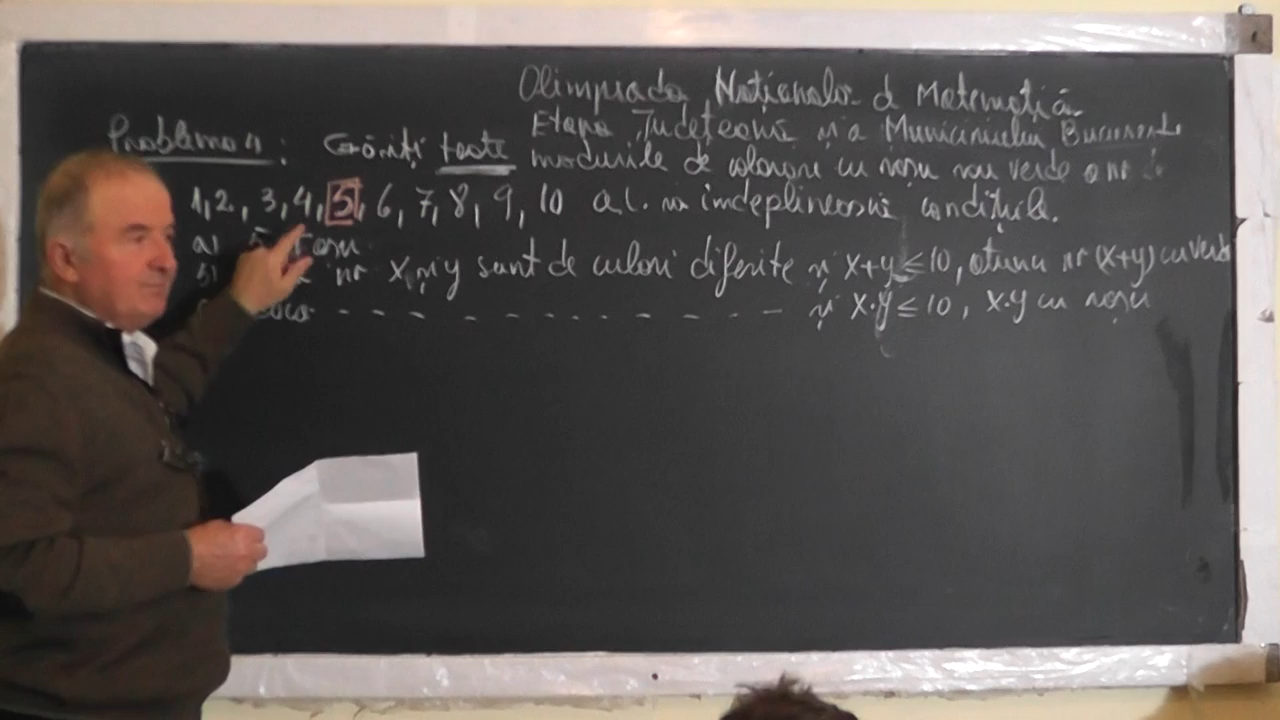 Olimpiada Națională d Matematică
Etapa Județeană și a Municipiului București
Problema 4: Găsiți toate modurile de colorare cu roșu sau verde a nr
1, 2, 3, 4, 5, 6, 7, 8, 9, 10 a.î. să îndeplinească condițiile.
a) 5 roșu
b) nr x și y sunt de culori diferite și x+y ≤ 10, atunci nr (x+y) cu verde
și x·y ≤ 10, x·y cu roșu